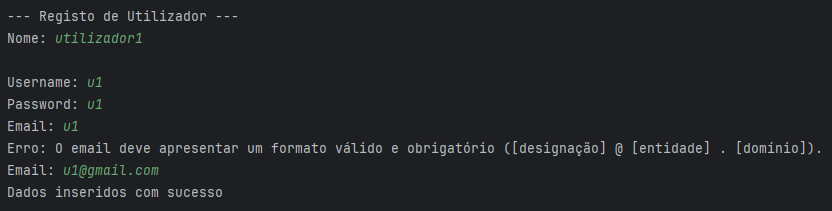 --- Registo de Utilizador ---
Nome: utilizador1
Username: u1
Password: u1
Email: u1
Erro: O email deve apresentar um formato válido e obrigatório ([designação] @ [entidade] . [domínio]).
Email: u1@gmail.com
Dados inseridos com sucesso